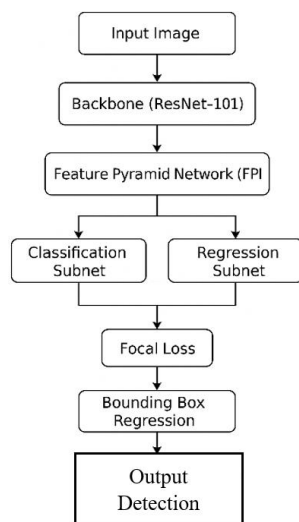 Input Image
Backbone (ResNet-101)
Feature Pyramid Network (FPI
Classification
Subnet
Regression
Subnet
Focal Loss
Bounding Box
Regression
Output
Detection